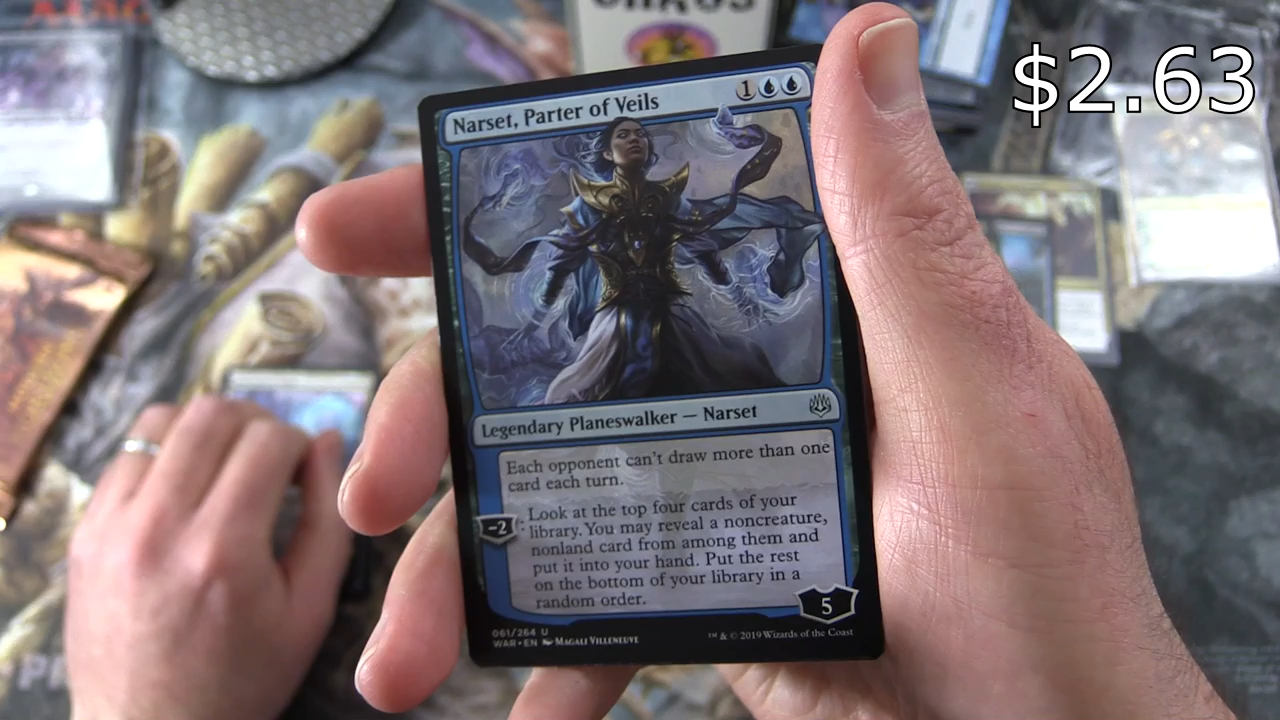 CHAOS
$2.63
Narset, Parter of Veils
1
Legendary Planeswalker — Narset
Each opponent can't draw more than one
card each turn.
-2: Look at the top four cards of your
library. You may reveal a noncreature,
nonland card from among them and
put it into your hand. Put the rest
on the bottom of your library in a
random order.
5
061/264 U
WAR • EN Magali Villeneuve
™ & © 2019 Wizards of the Coast